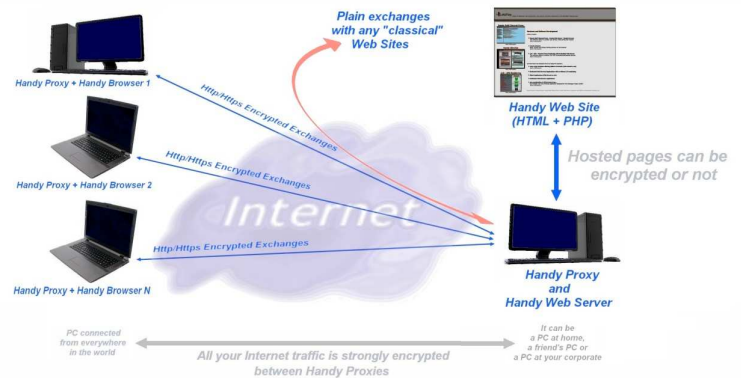 Plain exchanges
with any "classical"
Web Sites
Handy Proxy + Handy Browser 1
Http/Https Encrypted Exchanges
Handy Web Site
(HTML + PHP)
Hosted pages can be
encrypted or not
Handy Proxy + Handy Browser 2
Http/Https Encrypted Exchanges
Internet
Http/Https Encrypted Exchanges
Handy Proxy + Handy Browser N
Handy Proxy
and
Handy Web Server
PC connected
from everywhere
in the world
All your Internet traffic is strongly encrypted
between Handy Proxies
It can be
a PC at home,
a friend's PC or
a PC at your corporate